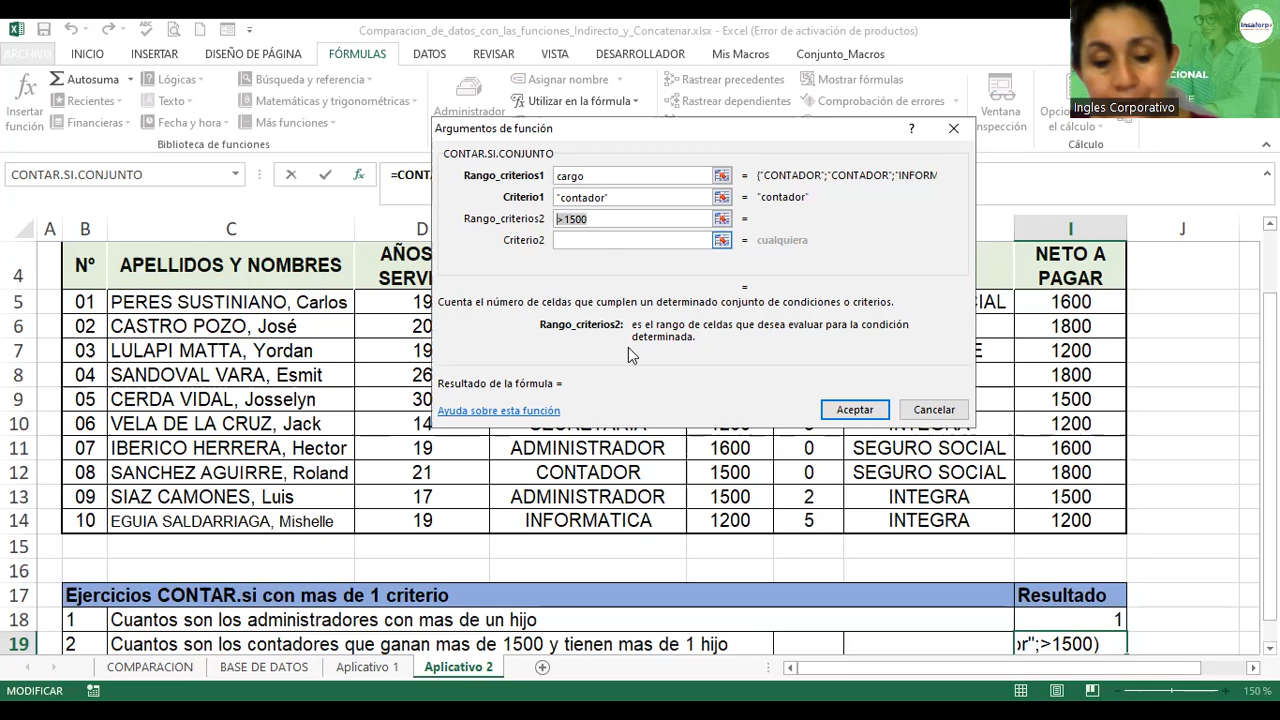 Comparacion_de_datos_con_las_funciones_Indirecto_y_Concatenar.xlsx - Excel (Error de activación de productos)
Insaforp
ARCHIVO INICIO INSERTAR DISEÑO DE PÁGINA FÓRMULAS DATOS REVISAR VISTA DESARROLLADOR Mis Macros Conjunto_Macros
CIONAL
Insertar función
Autosuma Lógicas Búsqueda y referencia
Recientes Texto Matemáticas y trigonométricas
Financieras Fecha y hora Más funciones
Biblioteca de funciones
Administrador
Asignar nombre
Utilizar en la fórmula
Rastrear precedentes Mostrar fórmulas
Rastrear dependientes Comprobación de errores
Ventana
Inspección
el cálculo
Cálculo
Ingles Corporativo
CONTAR.SI.CONJUNTO
Argumentos de función ?
CONTAR.SI.CONJUNTO
Rango_criterios1 cargo = {"CONTADOR";"CONTADOR";"INFORM
Criterio1 "contador" = "contador"
Rango_criterios2 >1500 =
Criterio2 = cualquiera
=
Cuenta el número de celdas que cumplen un determinado conjunto de condiciones o criterios.
Rango_criterios2: es el rango de celdas que desea evaluar para la condición
determinada.
Resultado de la fórmula =
Ayuda sobre esta función Aceptar Cancelar
A B C D I J
4 Nº APELLIDOS Y NOMBRES NETO A PAGAR
5 01 PERES SUSTINIANO, Carlos 19 1600
6 02 CASTRO POZO, José 20 1800
7 03 LULAPI MATTA, Yordan 19 1200
8 04 SANDOVAL VARA, Esmit 26 1800
9 05 CERDA VIDAL, Josselyn 30 1500
10 06 VELA DE LA CRUZ, Jack 14 1200
11 07 IBERICO HERRERA, Hector 19 ADMINISTRADOR 1600 0 SEGURO SOCIAL 1600
12 08 SANCHEZ AGUIRRE, Roland 21 CONTADOR 1500 0 SEGURO SOCIAL 1800
13 09 SIAZ CAMONES, Luis 17 ADMINISTRADOR 1500 2 INTEGRA 1500
14 10 EGUIA SALDARRIAGA, Mishelle 19 INFORMATICA 1200 5 INTEGRA 1200
15
16
17 Ejercicios CONTAR.si con mas de 1 criterio Resultado
18 1 Cuantos son los administradores con mas de un hijo 1
19 2 Cuantos son los contadores que ganan mas de 1500 y tienen mas de 1 hijo or";>1500)
COMPARACION BASE DE DATOS Aplicativo 1 Aplicativo 2
MODIFICAR 150 %